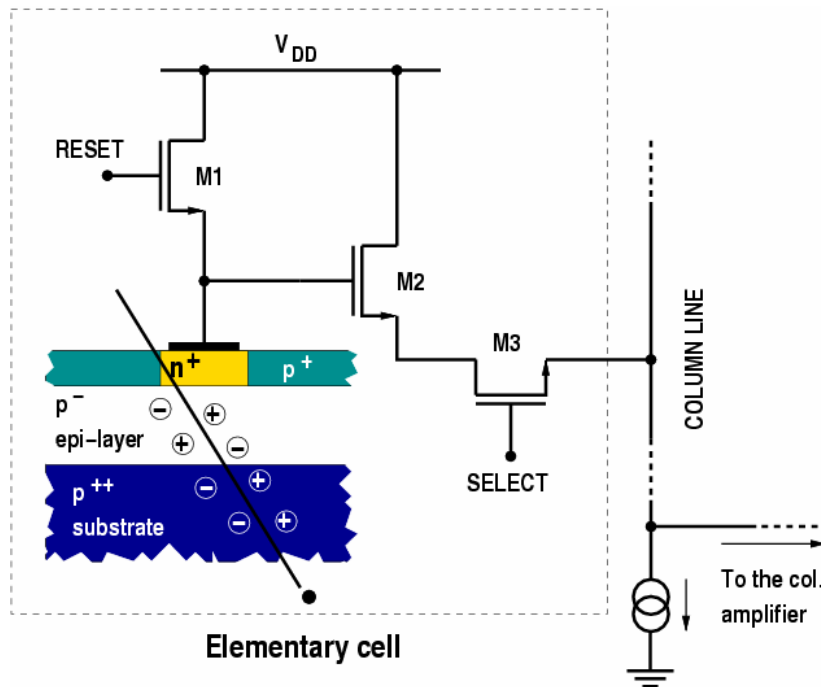 V DD
RESET
M1
M2
M3
n+
p+
p-
epi-layer
p++
substrate
SELECT
COLUMN LINE
To the col.
amplifier
Elementary cell